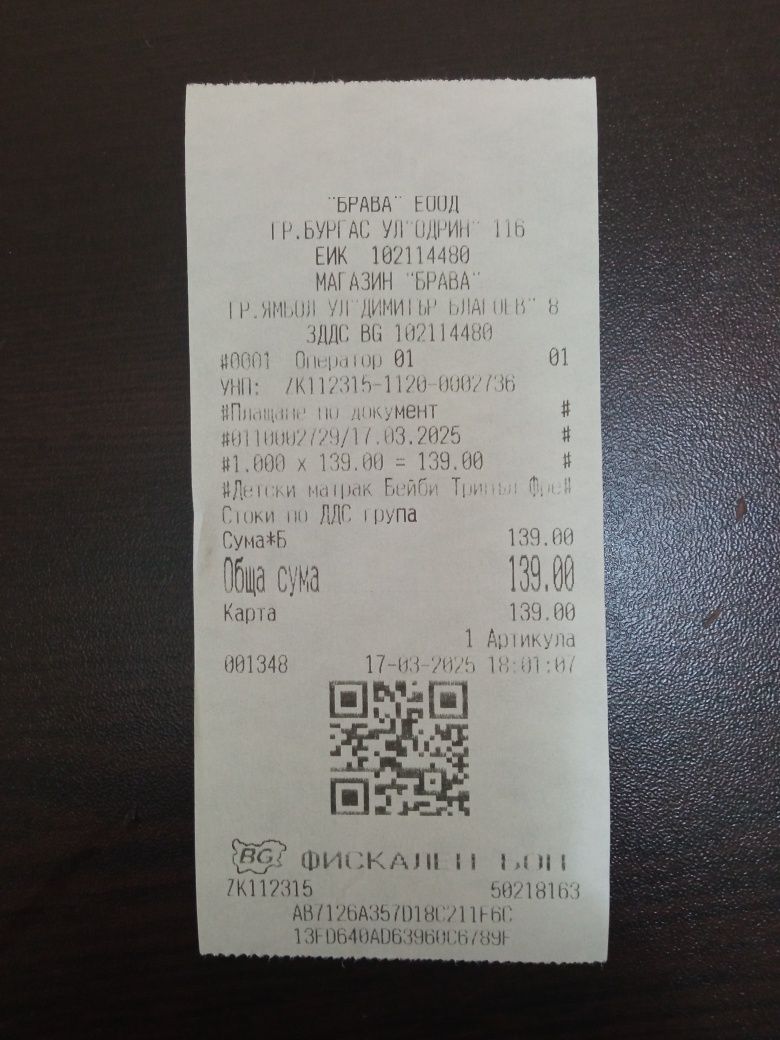 "БРАВА" ЕООД
ГР.БУРГАС УЛ"ОДРИН" 116
ЕИК 102114480
МАГАЗИН "БРАВА"
ГР.ЯМБОЛ УЛ"ДИМИТЪР БЛАГОЕВ" 8
ЗДДС BG 102114480
#0001 Оператор 01 01
УНП: ZK112315-1120-0002736
#Плащане по документ #
#0110002729/17.03.2025 #
#1.000 x 139.00 = 139.00 #
#Детски матрак Бейби Трипъл Фре#
Стоки по ДДС група
Сума*Б 139.00
Обща сума 139.00
Карта 139.00
1 Артикула
001348 17-03-2025 18:01:07
BG ФИСКАЛЕН БОН
ZK112315 50218163
AB7126A357D18C211F6C
13FD640AD63960C6789F